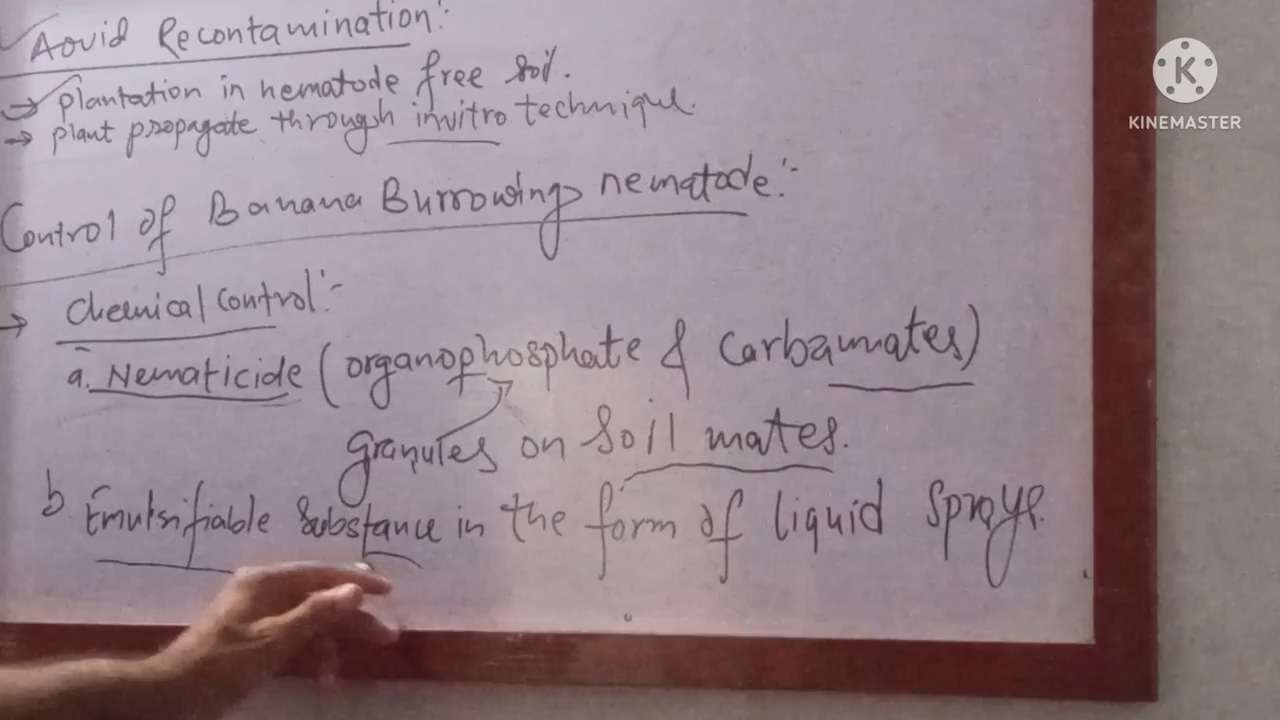 Aovid Recontamination:-
→ plantation in nematode free soil.
→ plant propagate through invitro technique.
Control of Banana Burrowing nematode:-
→ Chemical Control:-
a. Nematicide (organophosphate & Carbamates)
granules on Soil mates.
b. Emulsifiable Substance in the form of liquid Spraye.
K
KINEMASTER